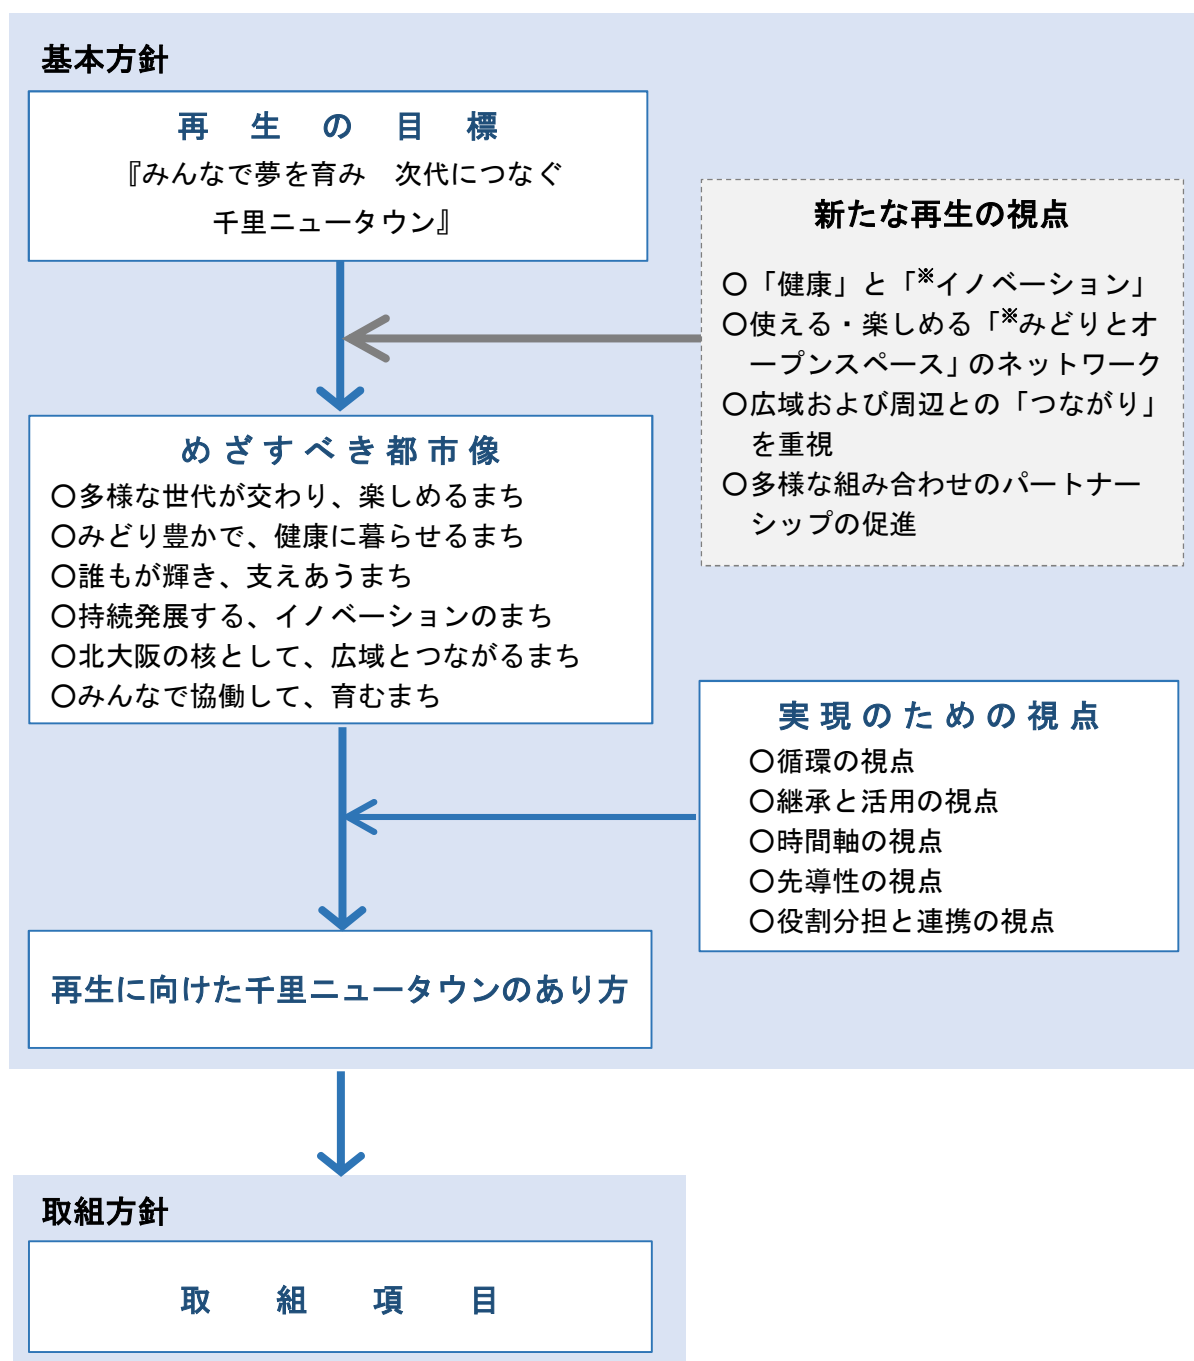 基本方針
再生の目標
『みんなで夢を育み　次代につなぐ
千里ニュータウン』
新たな再生の視点
○「健康」と「※イノベーション」
○使える・楽しめる「※みどりとオ
ープンスペース」のネットワーク
○広域および周辺との「つながり」
を重視
○多様な組み合わせのパートナー
シップの促進
めざすべき都市像
○多様な世代が交わり、楽しめるまち
○みどり豊かで、健康に暮らせるまち
○誰もが輝き、支えあうまち
○持続発展する、イノベーションのまち
○北大阪の核として、広域とつながるまち
○みんなで協働して、育むまち
実現のための視点
○循環の視点
○継承と活用の視点
○時間軸の視点
○先導性の視点
○役割分担と連携の視点
再生に向けた千里ニュータウンのあり方
取組方針
取組項目